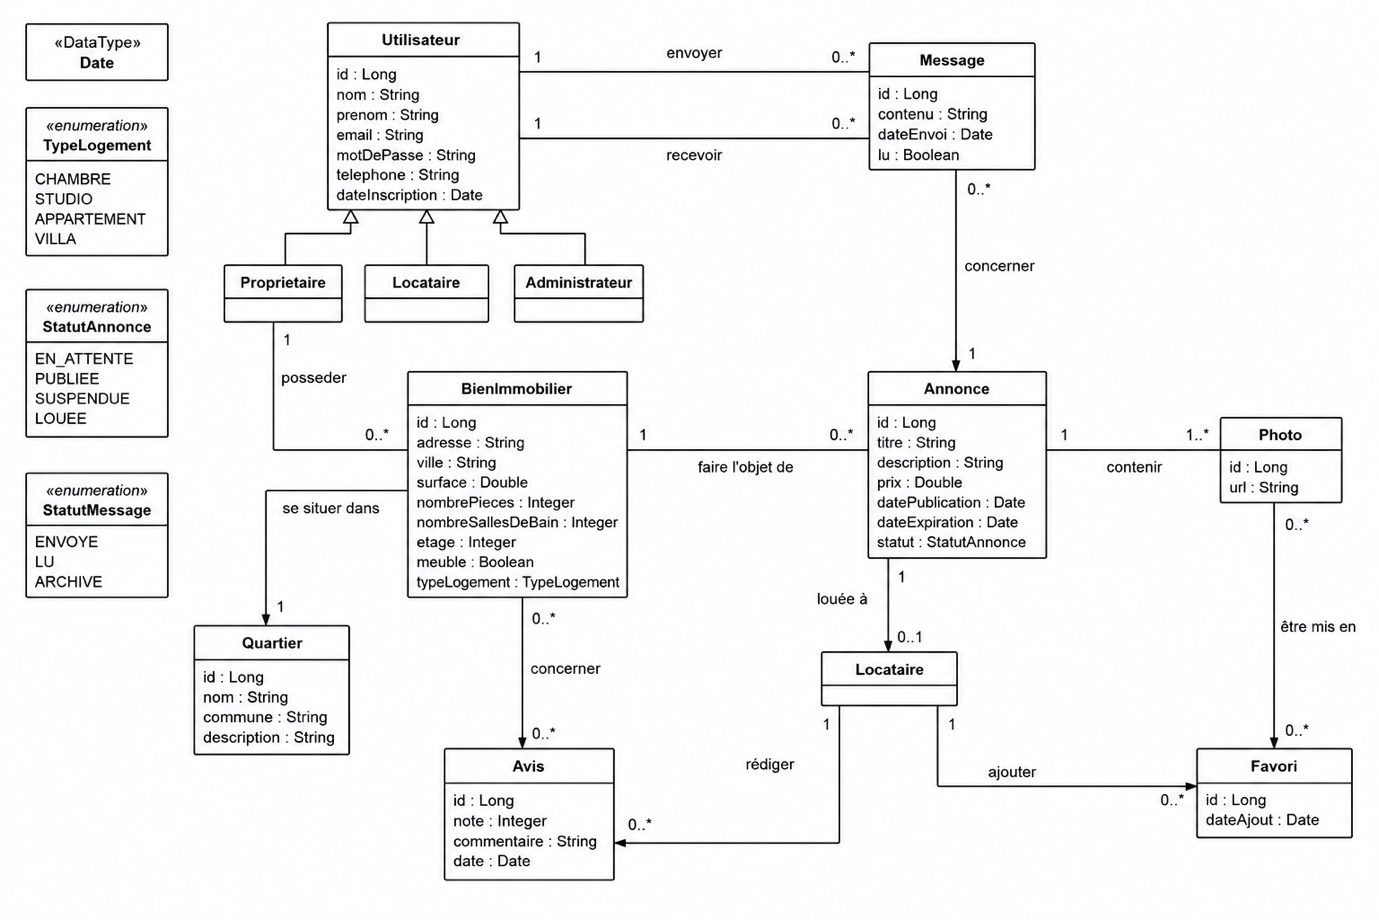 «DataType»
Date
«enumeration»
TypeLogement
CHAMBRE
STUDIO
APPARTEMENT
VILLA
«enumeration»
StatutAnnonce
EN_ATTENTE
PUBLIEE
SUSPENDUE
LOUEE
«enumeration»
StatutMessage
ENVOYE
LU
ARCHIVE
Utilisateur
id : Long
nom : String
prenom : String
email : String
motDePasse : String
telephone : String
dateInscription : Date
1
envoyer
0..*
1
recevoir
0..*
Message
id : Long
contenu : String
dateEnvoi : Date
lu : Boolean
0..*
concerner
1
Proprietaire
Locataire
Administrateur
1
posseder
0..*
BienImmobilier
id : Long
adresse : String
ville : String
surface : Double
nombrePieces : Integer
nombreSallesDeBain : Integer
etage : Integer
meuble : Boolean
typeLogement : TypeLogement
1
faire l'objet de
0..*
Annonce
id : Long
titre : String
description : String
prix : Double
datePublication : Date
dateExpiration : Date
statut : StatutAnnonce
1
contenir
1..*
Photo
id : Long
url : String
0..*
être mis en
0..*
se situer dans
1
Quartier
id : Long
nom : String
commune : String
description : String
0..*
concerner
0..*
Avis
id : Long
note : Integer
commentaire : String
date : Date
1
louée à
0..1
Locataire
1
rédiger
0..*
1
ajouter
0..*
Favori
id : Long
dateAjout : Date